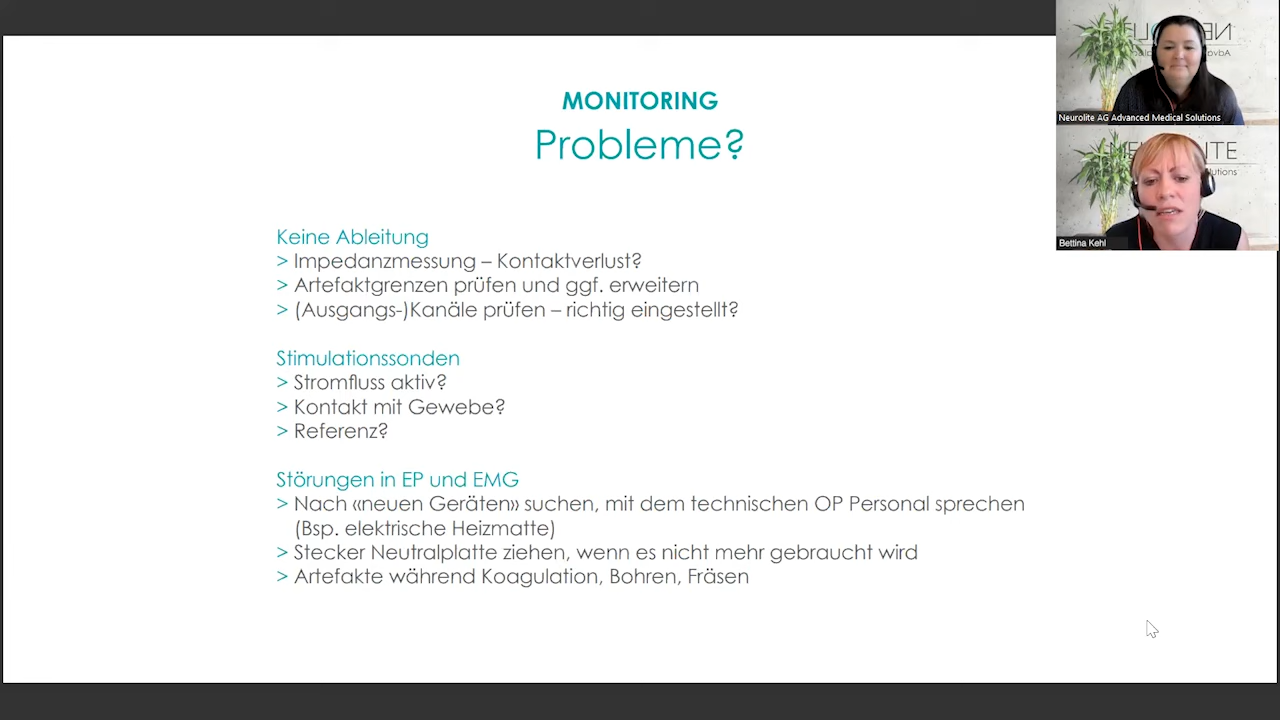 MONITORING
Probleme?
Keine Ableitung
> Impedanzmessung – Kontaktverlust?
> Artefaktgrenzen prüfen und ggf. erweitern
> (Ausgangs-)Kanäle prüfen – richtig eingestellt?
Stimulationssonden
> Stromfluss aktiv?
> Kontakt mit Gewebe?
> Referenz?
Störungen in EP und EMG
> Nach «neuen Geräten» suchen, mit dem technischen OP Personal sprechen
(Bsp. elektrische Heizmatte)
> Stecker Neutralplatte ziehen, wenn es nicht mehr gebraucht wird
> Artefakte während Koagulation, Bohren, Fräsen
Neurolite AG Advanced Medical Solutions
Bettina Kehl